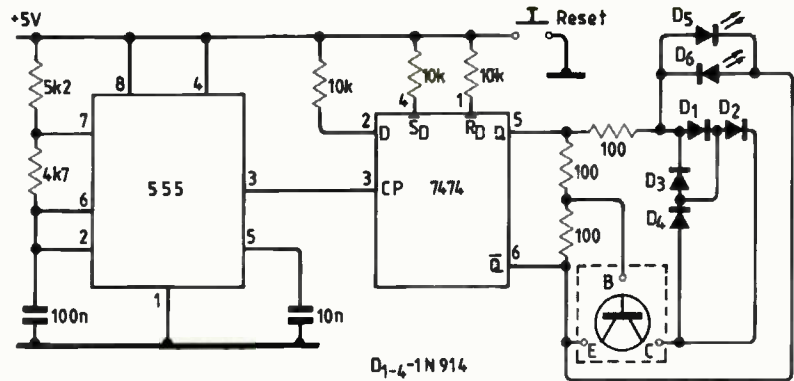 +5V
Reset
D5
D6
8
4
5k2
10k
10k
10k
4
1
D1
D2
7
2
D
SD
RD
Q
5
100
4k7
555
3
3
CP
7474
100
D3
6
D4
2
5
100
Q̅
6
B
1
100n
10n
E
C
D1-4-1N914